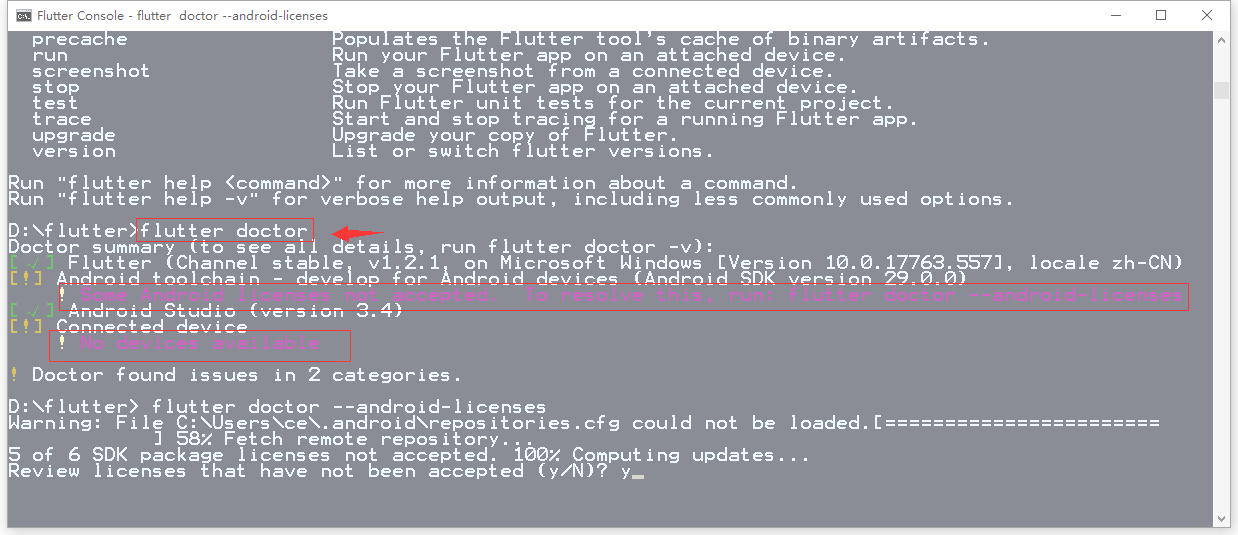 Flutter Console - flutter  doctor --android-licenses
precache                 Populates the Flutter tool's cache of binary artifacts.
run                      Run your Flutter app on an attached device.
screenshot               Take a screenshot from a connected device.
stop                     Stop your Flutter app on an attached device.
test                     Run Flutter unit tests for the current project.
trace                    Start and stop tracing for a running Flutter app.
upgrade                  Upgrade your copy of Flutter.
version                  List or switch flutter versions.
Run "flutter help <command>" for more information about a command.
Run "flutter help -v" for verbose help output, including less commonly used options.
D:\flutter>flutter doctor
Doctor summary (to see all details, run flutter doctor -v):
[√] Flutter (Channel stable, v1.2.1, on Microsoft Windows [Version 10.0.17763.557], locale zh-CN)
[!] Android toolchain - develop for Android devices (Android SDK version 29.0.0)
! Some Android licenses not accepted.  To resolve this, run: flutter doctor --android-licenses
[√] Android Studio (version 3.4)
[!] Connected device
! No devices available
! Doctor found issues in 2 categories.
D:\flutter> flutter doctor --android-licenses
Warning: File C:\Users\ce\.android\repositories.cfg could not be loaded.[=======================
] 58% Fetch remote repository...
5 of 6 SDK package licenses not accepted. 100% Computing updates...
Review licenses that have not been accepted (y/N)? y